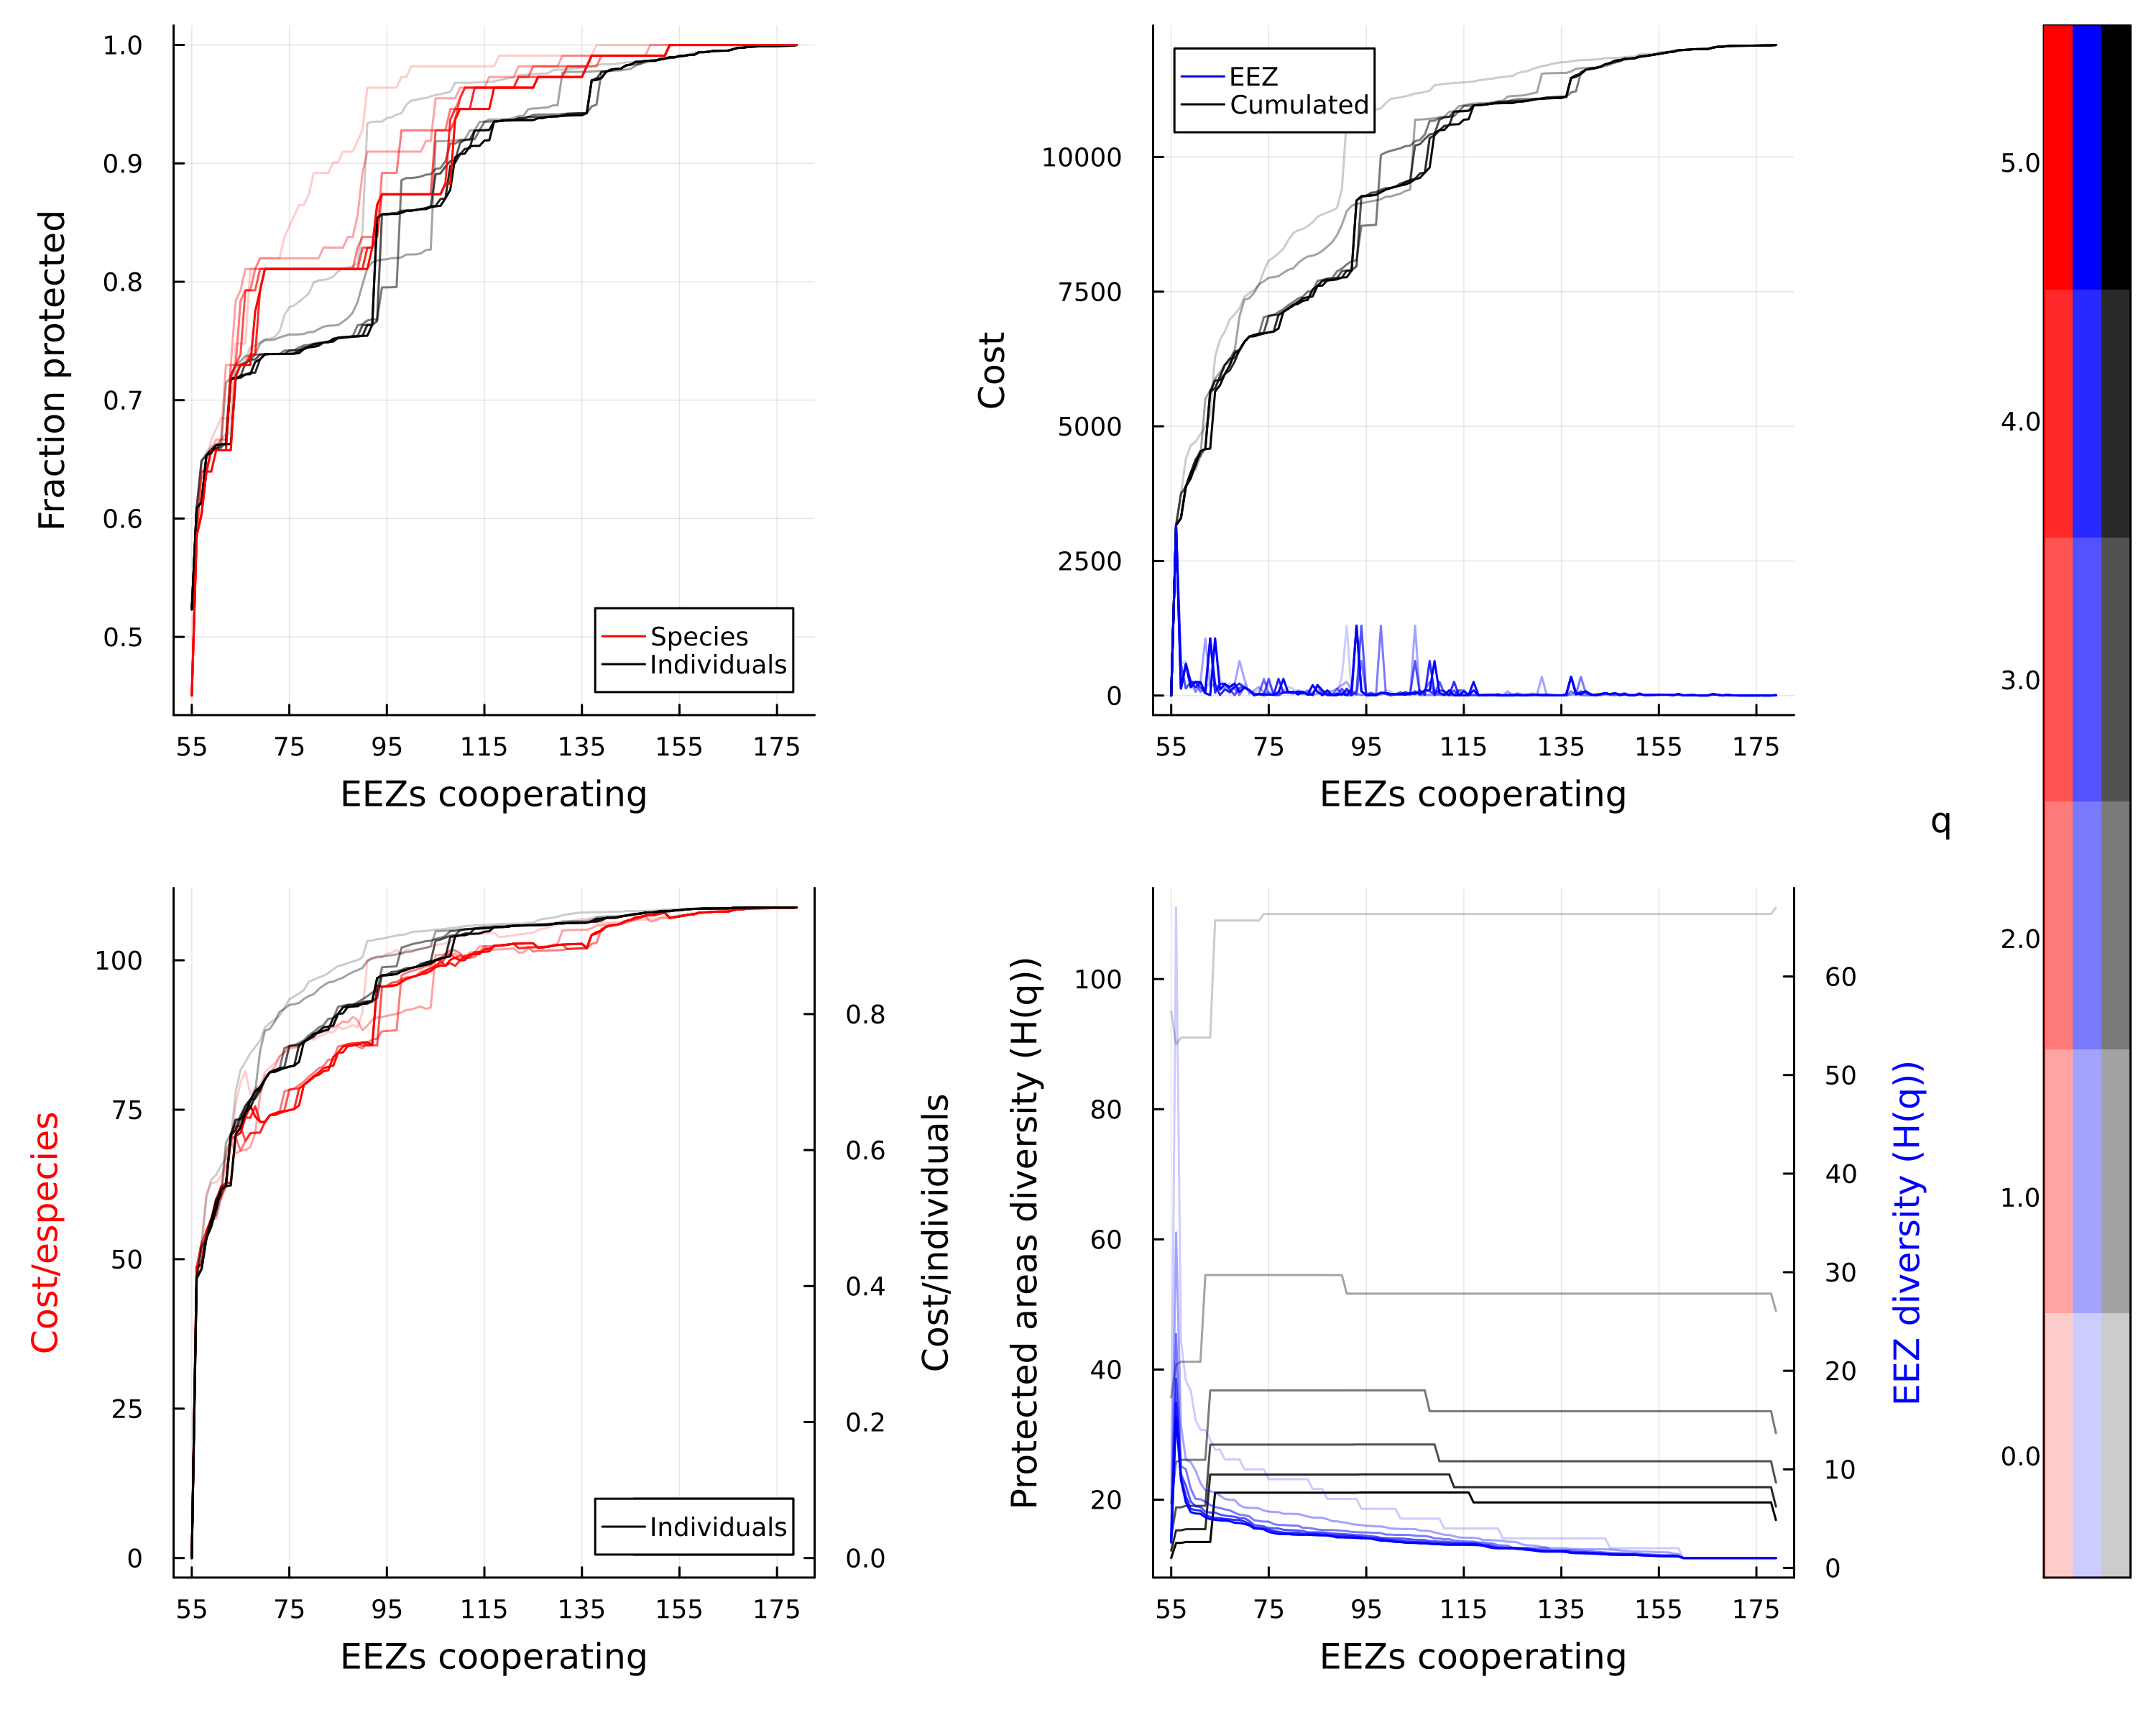 1.0
0.9
0.8
0.7
0.6
0.5
Fraction protected
Species
Individuals
55 75 95 115 135 155 175
EEZs cooperating
10000
7500
5000
2500
0
Cost
EEZ
Cumulated
55 75 95 115 135 155 175
EEZs cooperating
100
75
50
25
0
Cost/especies
0.8
0.6
0.4
0.2
0.0
Cost/individuals
Individuals
55 75 95 115 135 155 175
EEZs cooperating
100
80
60
40
20
Protected areas diversity (H(q))
60
50
40
30
20
10
0
EEZ diversity (H(q))
55 75 95 115 135 155 175
EEZs cooperating
q
5.0
4.0
3.0
2.0
1.0
0.0